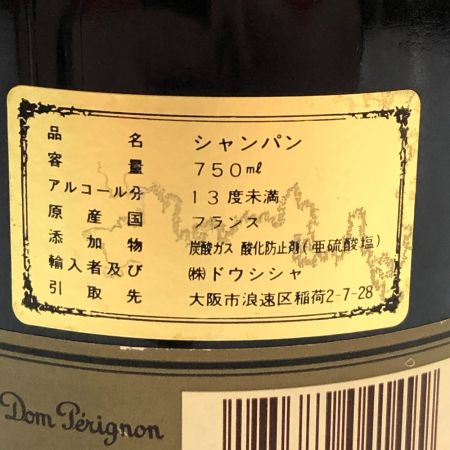 品名 シャンパン
容量 750ml
アルコール分 13度未満
原産国 フランス
添加物 炭酸ガス 酸化防止剤(亜硫酸塩)
輸入者及び ㈱ドウシシャ
引取先 大阪市浪速区稲荷2-7-28
Dom Pérignon